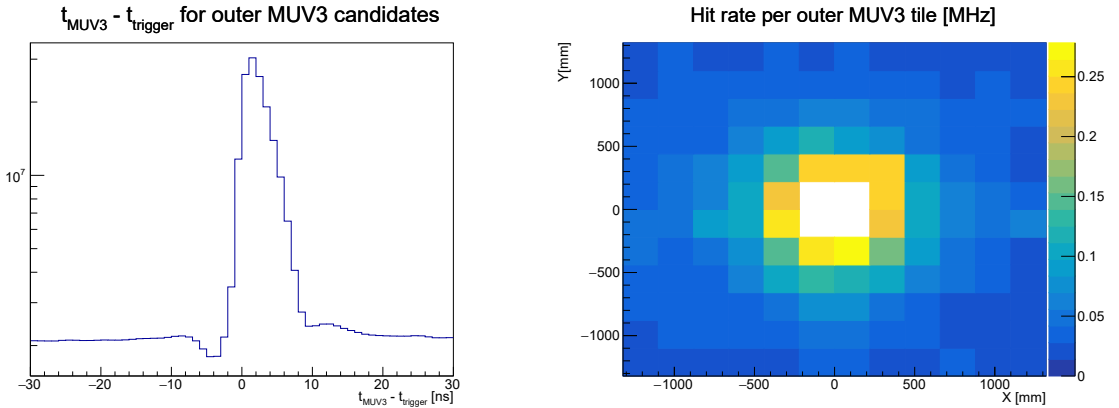 t_MUV3 - t_trigger for outer MUV3 candidates
10^7
−30 −20 −10 0 10 20 30
t_MUV3 - t_trigger [ns]
Hit rate per outer MUV3 tile [MHz]
Y[mm]
1000
500
0
−500
−1000
−1000 −500 0 500 1000
X [mm]
0.25
0.2
0.15
0.1
0.05
0